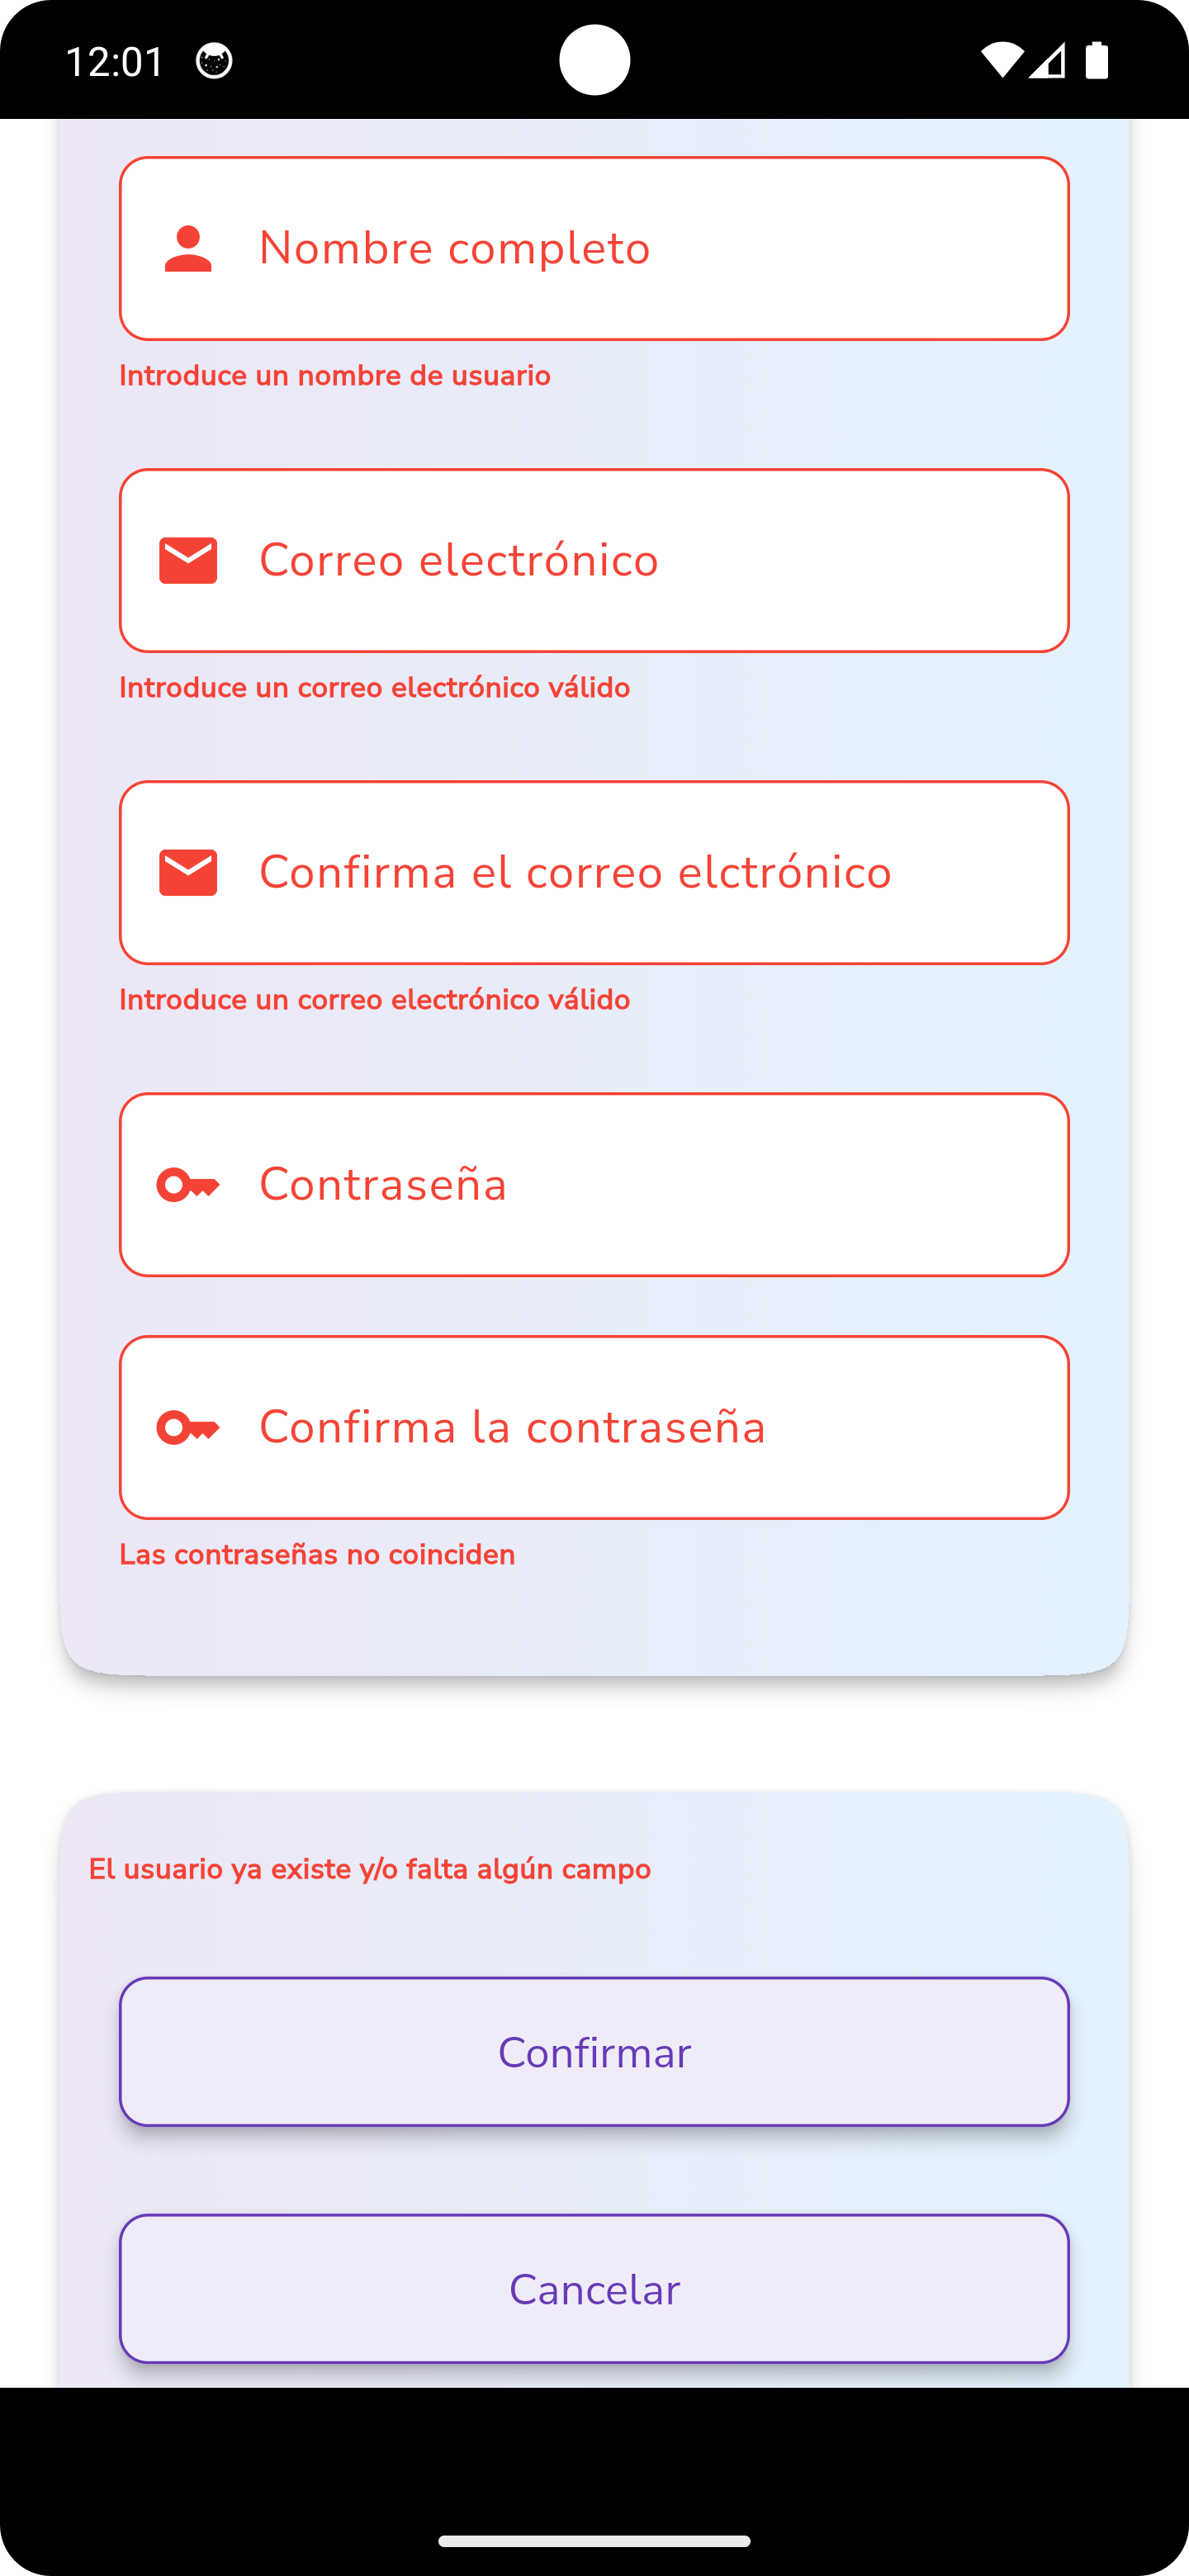 12:01
Nombre completo
Introduce un nombre de usuario
Correo electrónico
Introduce un correo electrónico válido
Confirma el correo elctrónico
Introduce un correo electrónico válido
Contraseña
Confirma la contraseña
Las contraseñas no coinciden
El usuario ya existe y/o falta algún campo
Confirmar
Cancelar